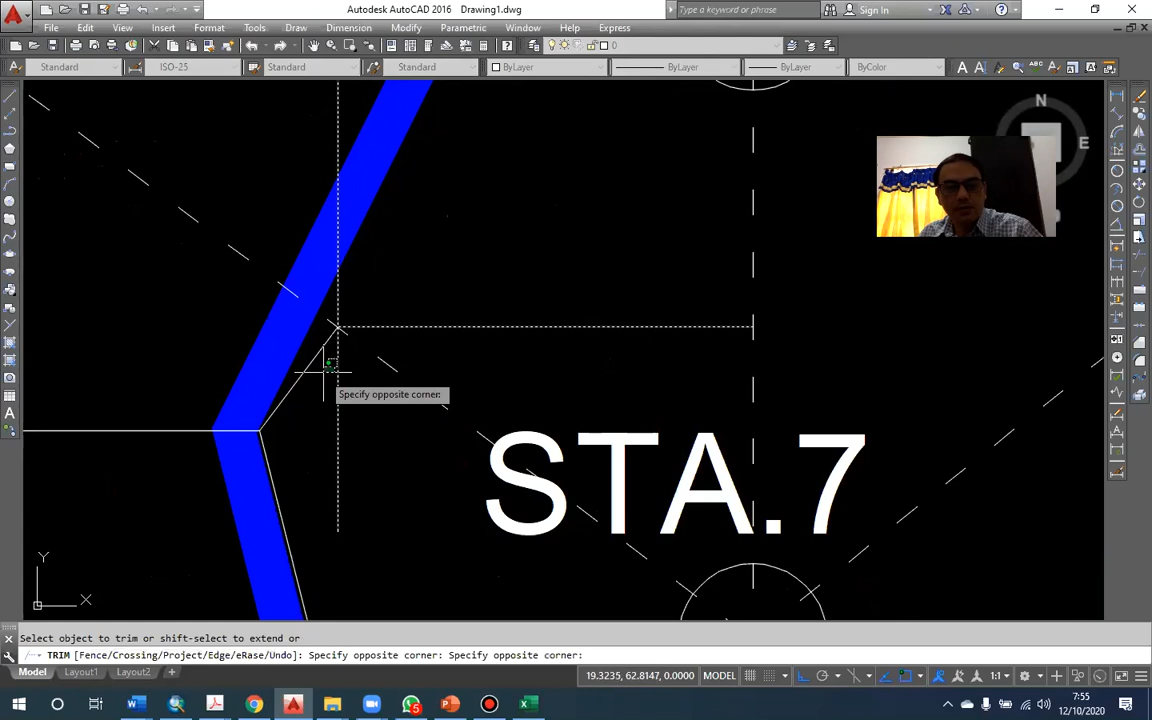 Autodesk AutoCAD 2016 Drawing1.dwg
Type a keyword or phrase
Sign In
File Edit View Insert Format Tools Draw Dimension Modify Parametric Window Help Express
0
Standard ISO-25 Standard Standard ByLayer ByLayer ByLayer ByColor
N
E
Specify opposite corner:
STA.7
Y
X
Select object to trim or shift-select to extend or
TRIM [Fence/Crossing/Project/Edge/eRase/Undo]: Specify opposite corner: Specify opposite corner:
Model Layout1 Layout2 +
19.3235, 62.8147, 0.0000 MODEL 1:1
5
7:55
12/10/2020